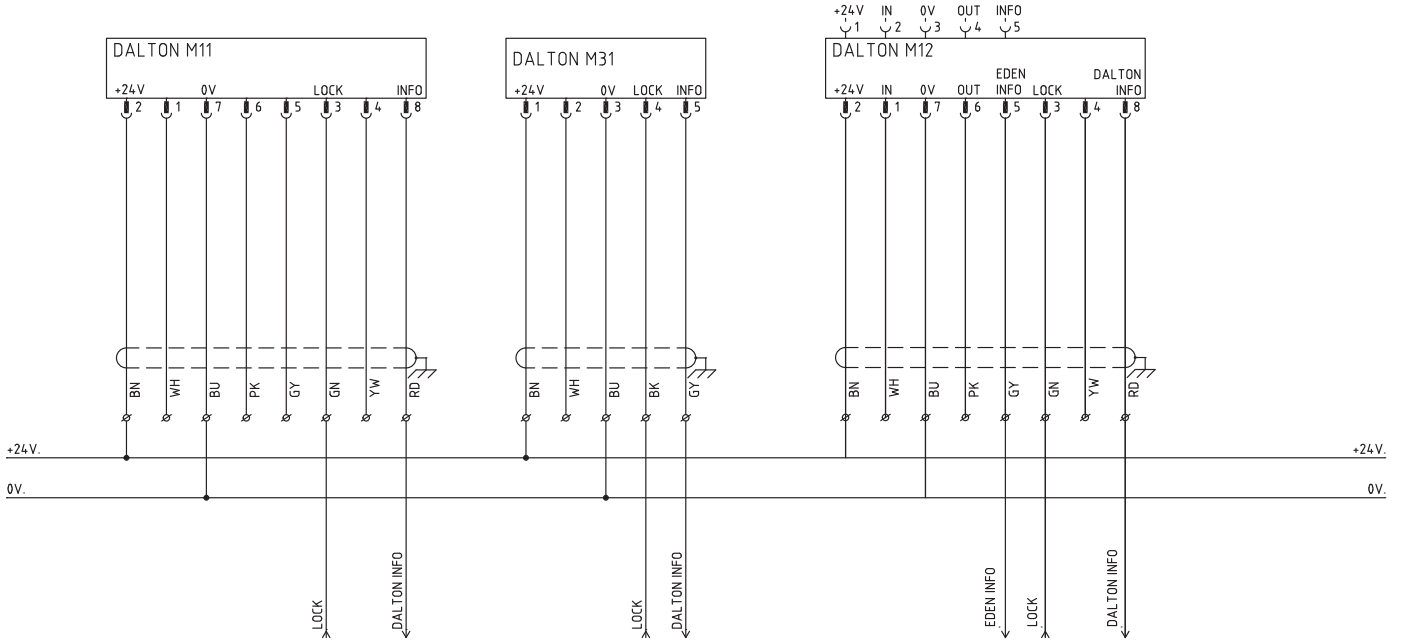 +24V IN 0V OUT INFO
1 2 3 4 5
DALTON M11
+24V 0V LOCK INFO
2 1 7 6 5 3 4 8
DALTON M31
+24V 0V LOCK INFO
1 2 3 4 5
DALTON M12
EDEN DALTON
+24V IN 0V OUT INFO LOCK INFO
2 1 7 6 5 3 4 8
BN WH BU PK GY GN YW RD
BN WH BU BK GY
BN WH BU PK GY GN YW RD
+24V. +24V.
0V. 0V.
LOCK DALTON INFO
LOCK DALTON INFO
EDEN INFO LOCK DALTON INFO